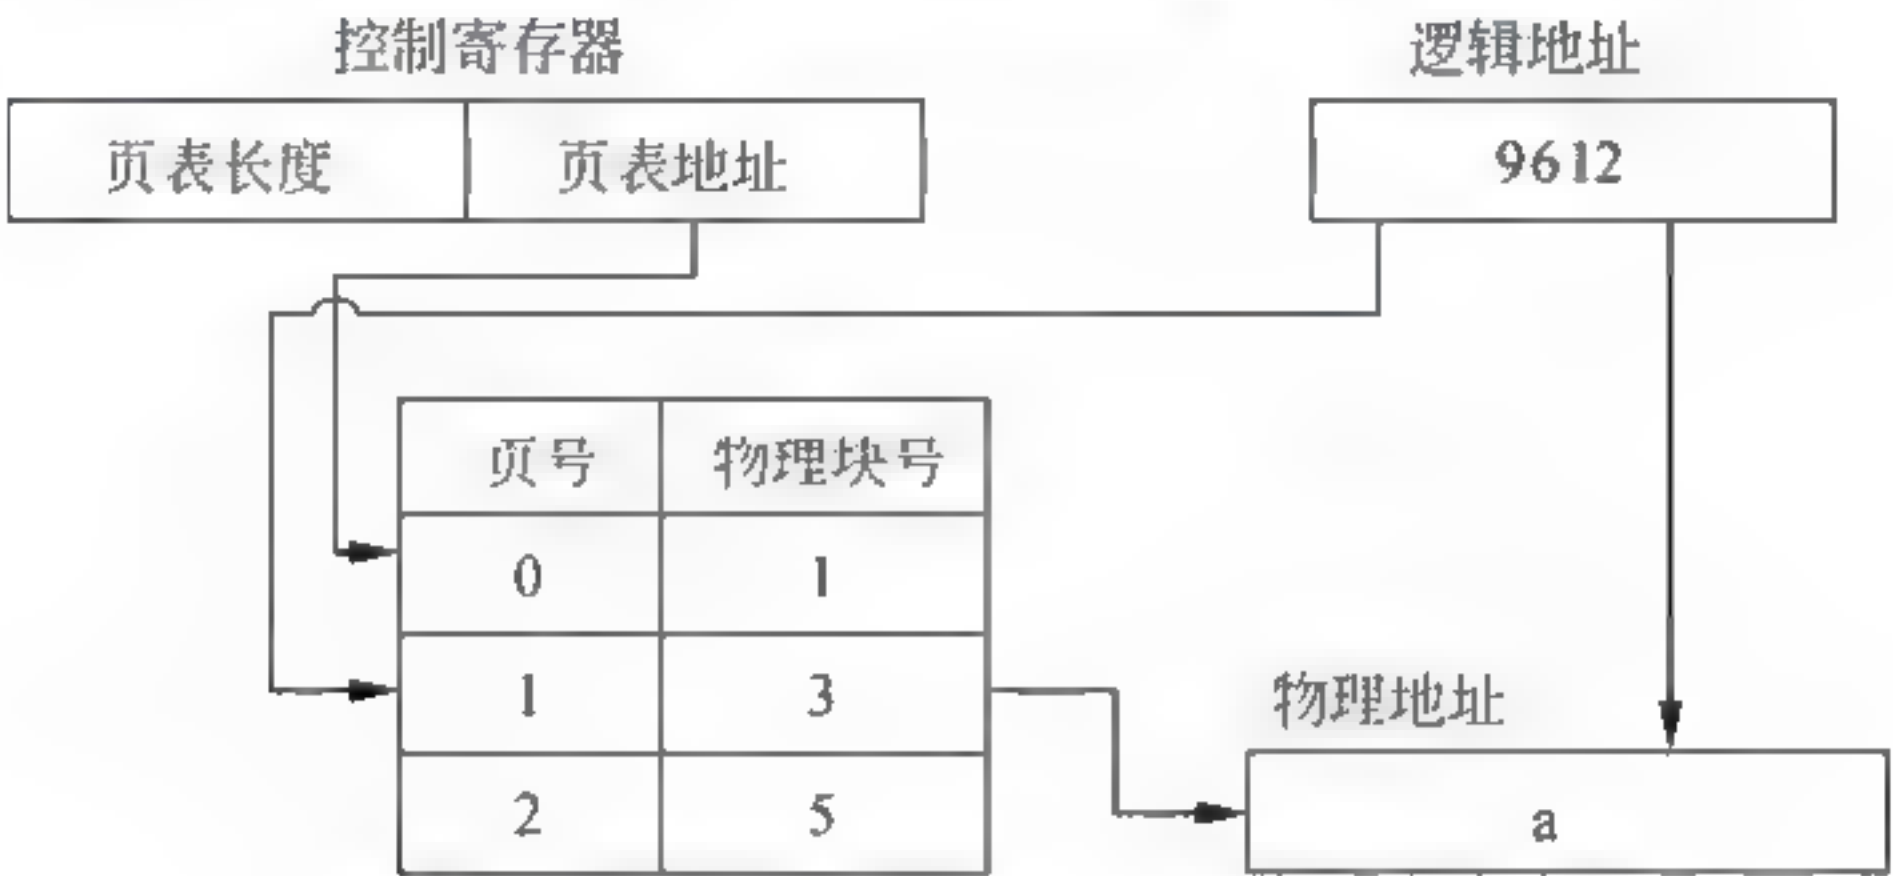 控制寄存器
逻辑地址
页表长度 页表地址
9612
页号 物理块号
0 1
1 3
2 5
物理地址
a